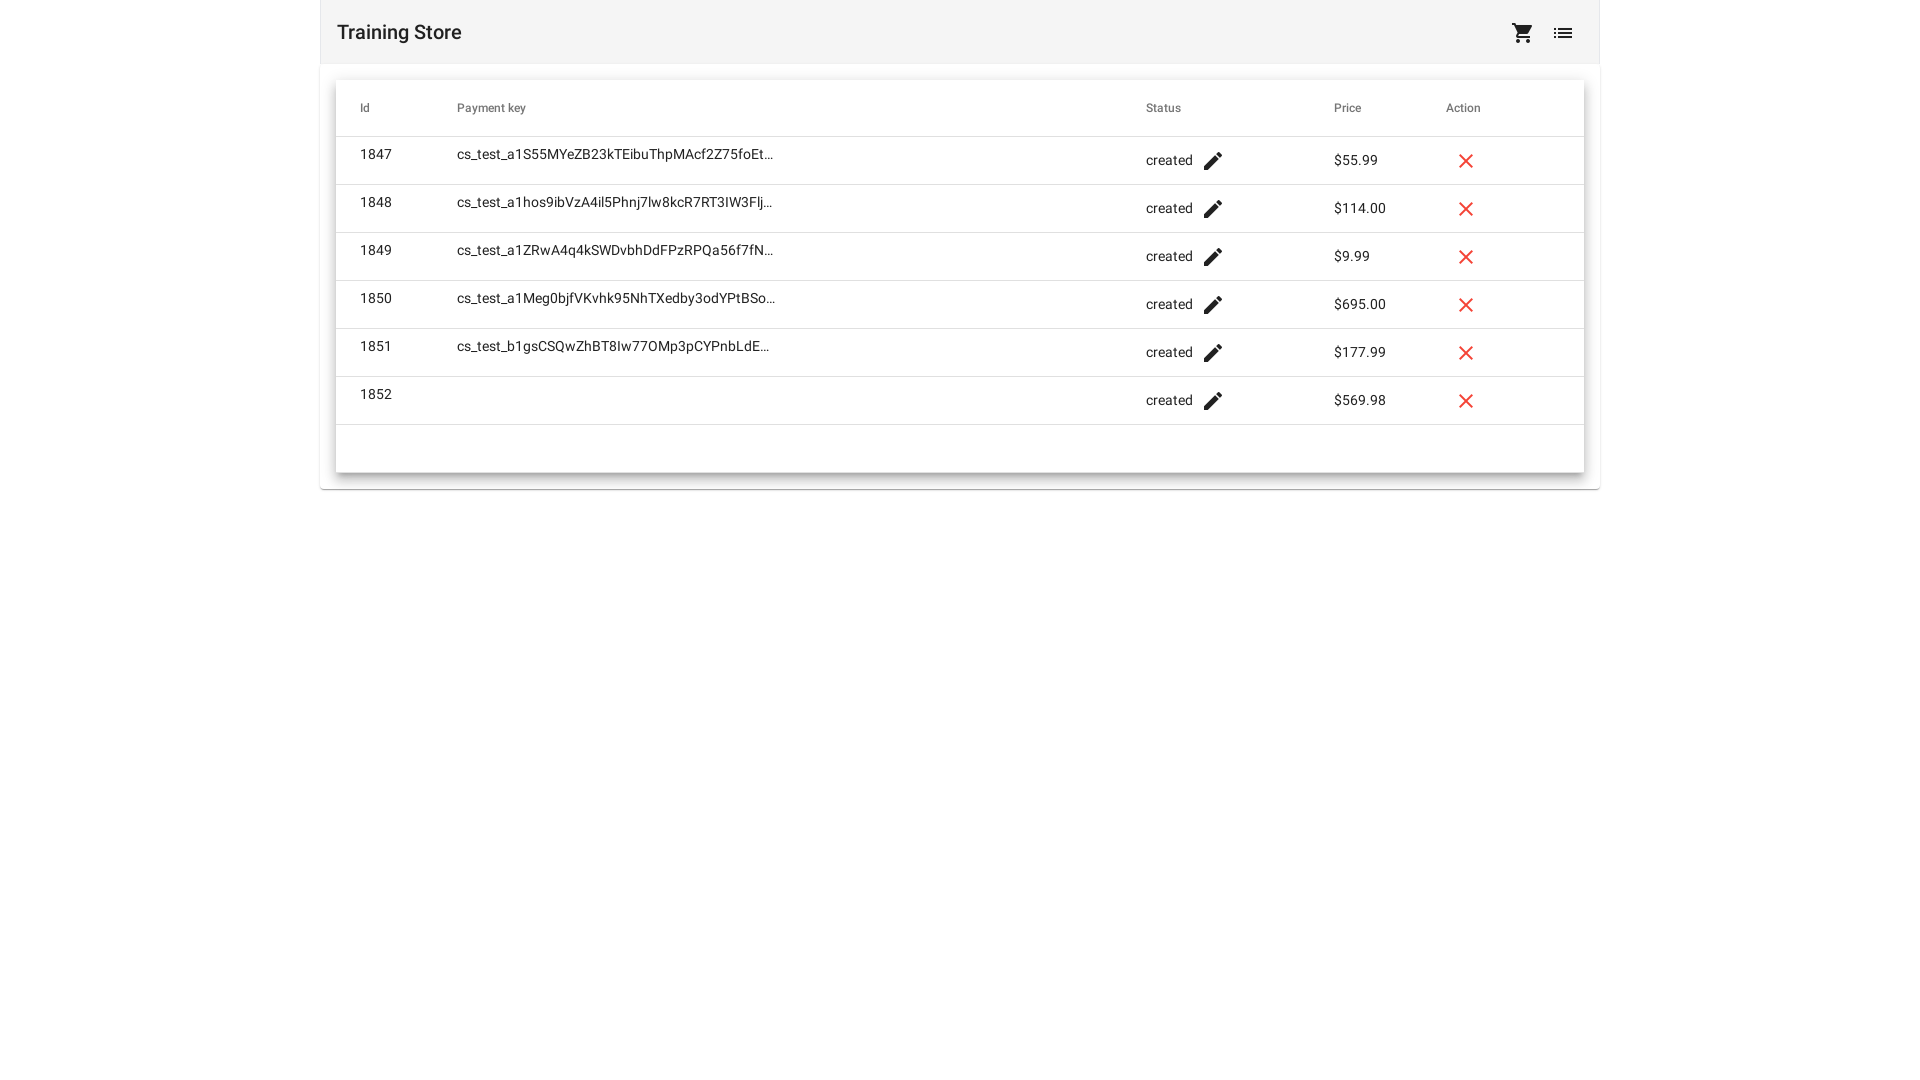 Training Store
Id Payment key Status Price Action
1847 cs_test_a1S55MYeZB23kTEibuThpMAcf2Z75foEt... created $55.99
1848 cs_test_a1hos9ibVzA4il5Phnj7lw8kcR7RT3IW3Flj... created $114.00
1849 cs_test_a1ZRwA4q4kSWDvbhDdFPzRPQa56f7fN... created $9.99
1850 cs_test_a1Meg0bjfVKvhk95NhTXedby3odYPtBSo... created $695.00
1851 cs_test_b1gsCSQwZhBT8Iw77OMp3pCYPnbLdE... created $177.99
1852 created $569.98